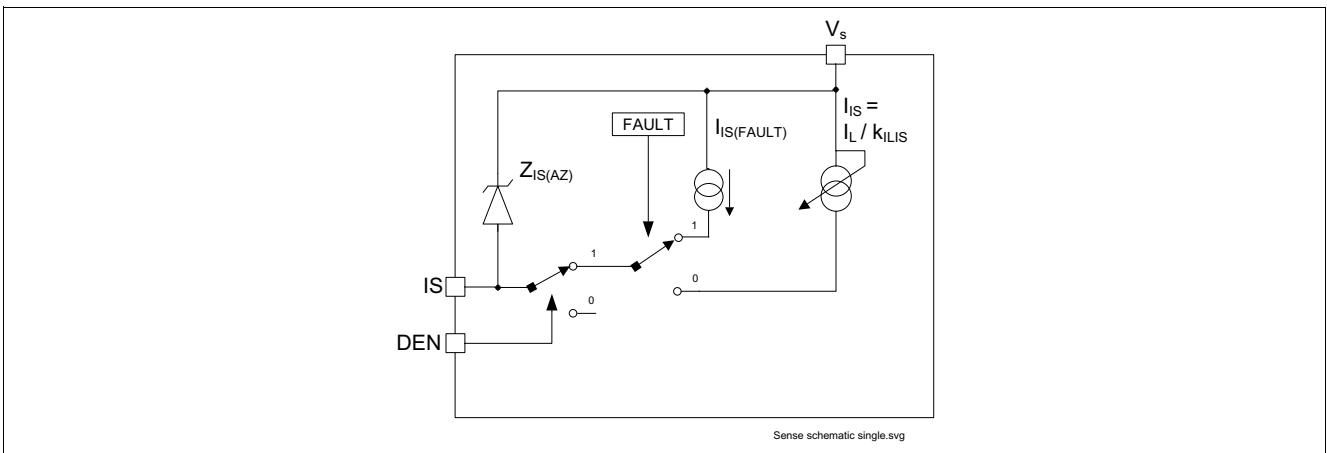 Vs
IIS =
IL / kILIS
FAULT
IIS(FAULT)
ZIS(AZ)
1
1
0
IS
0
DEN
Sense schematic single.svg